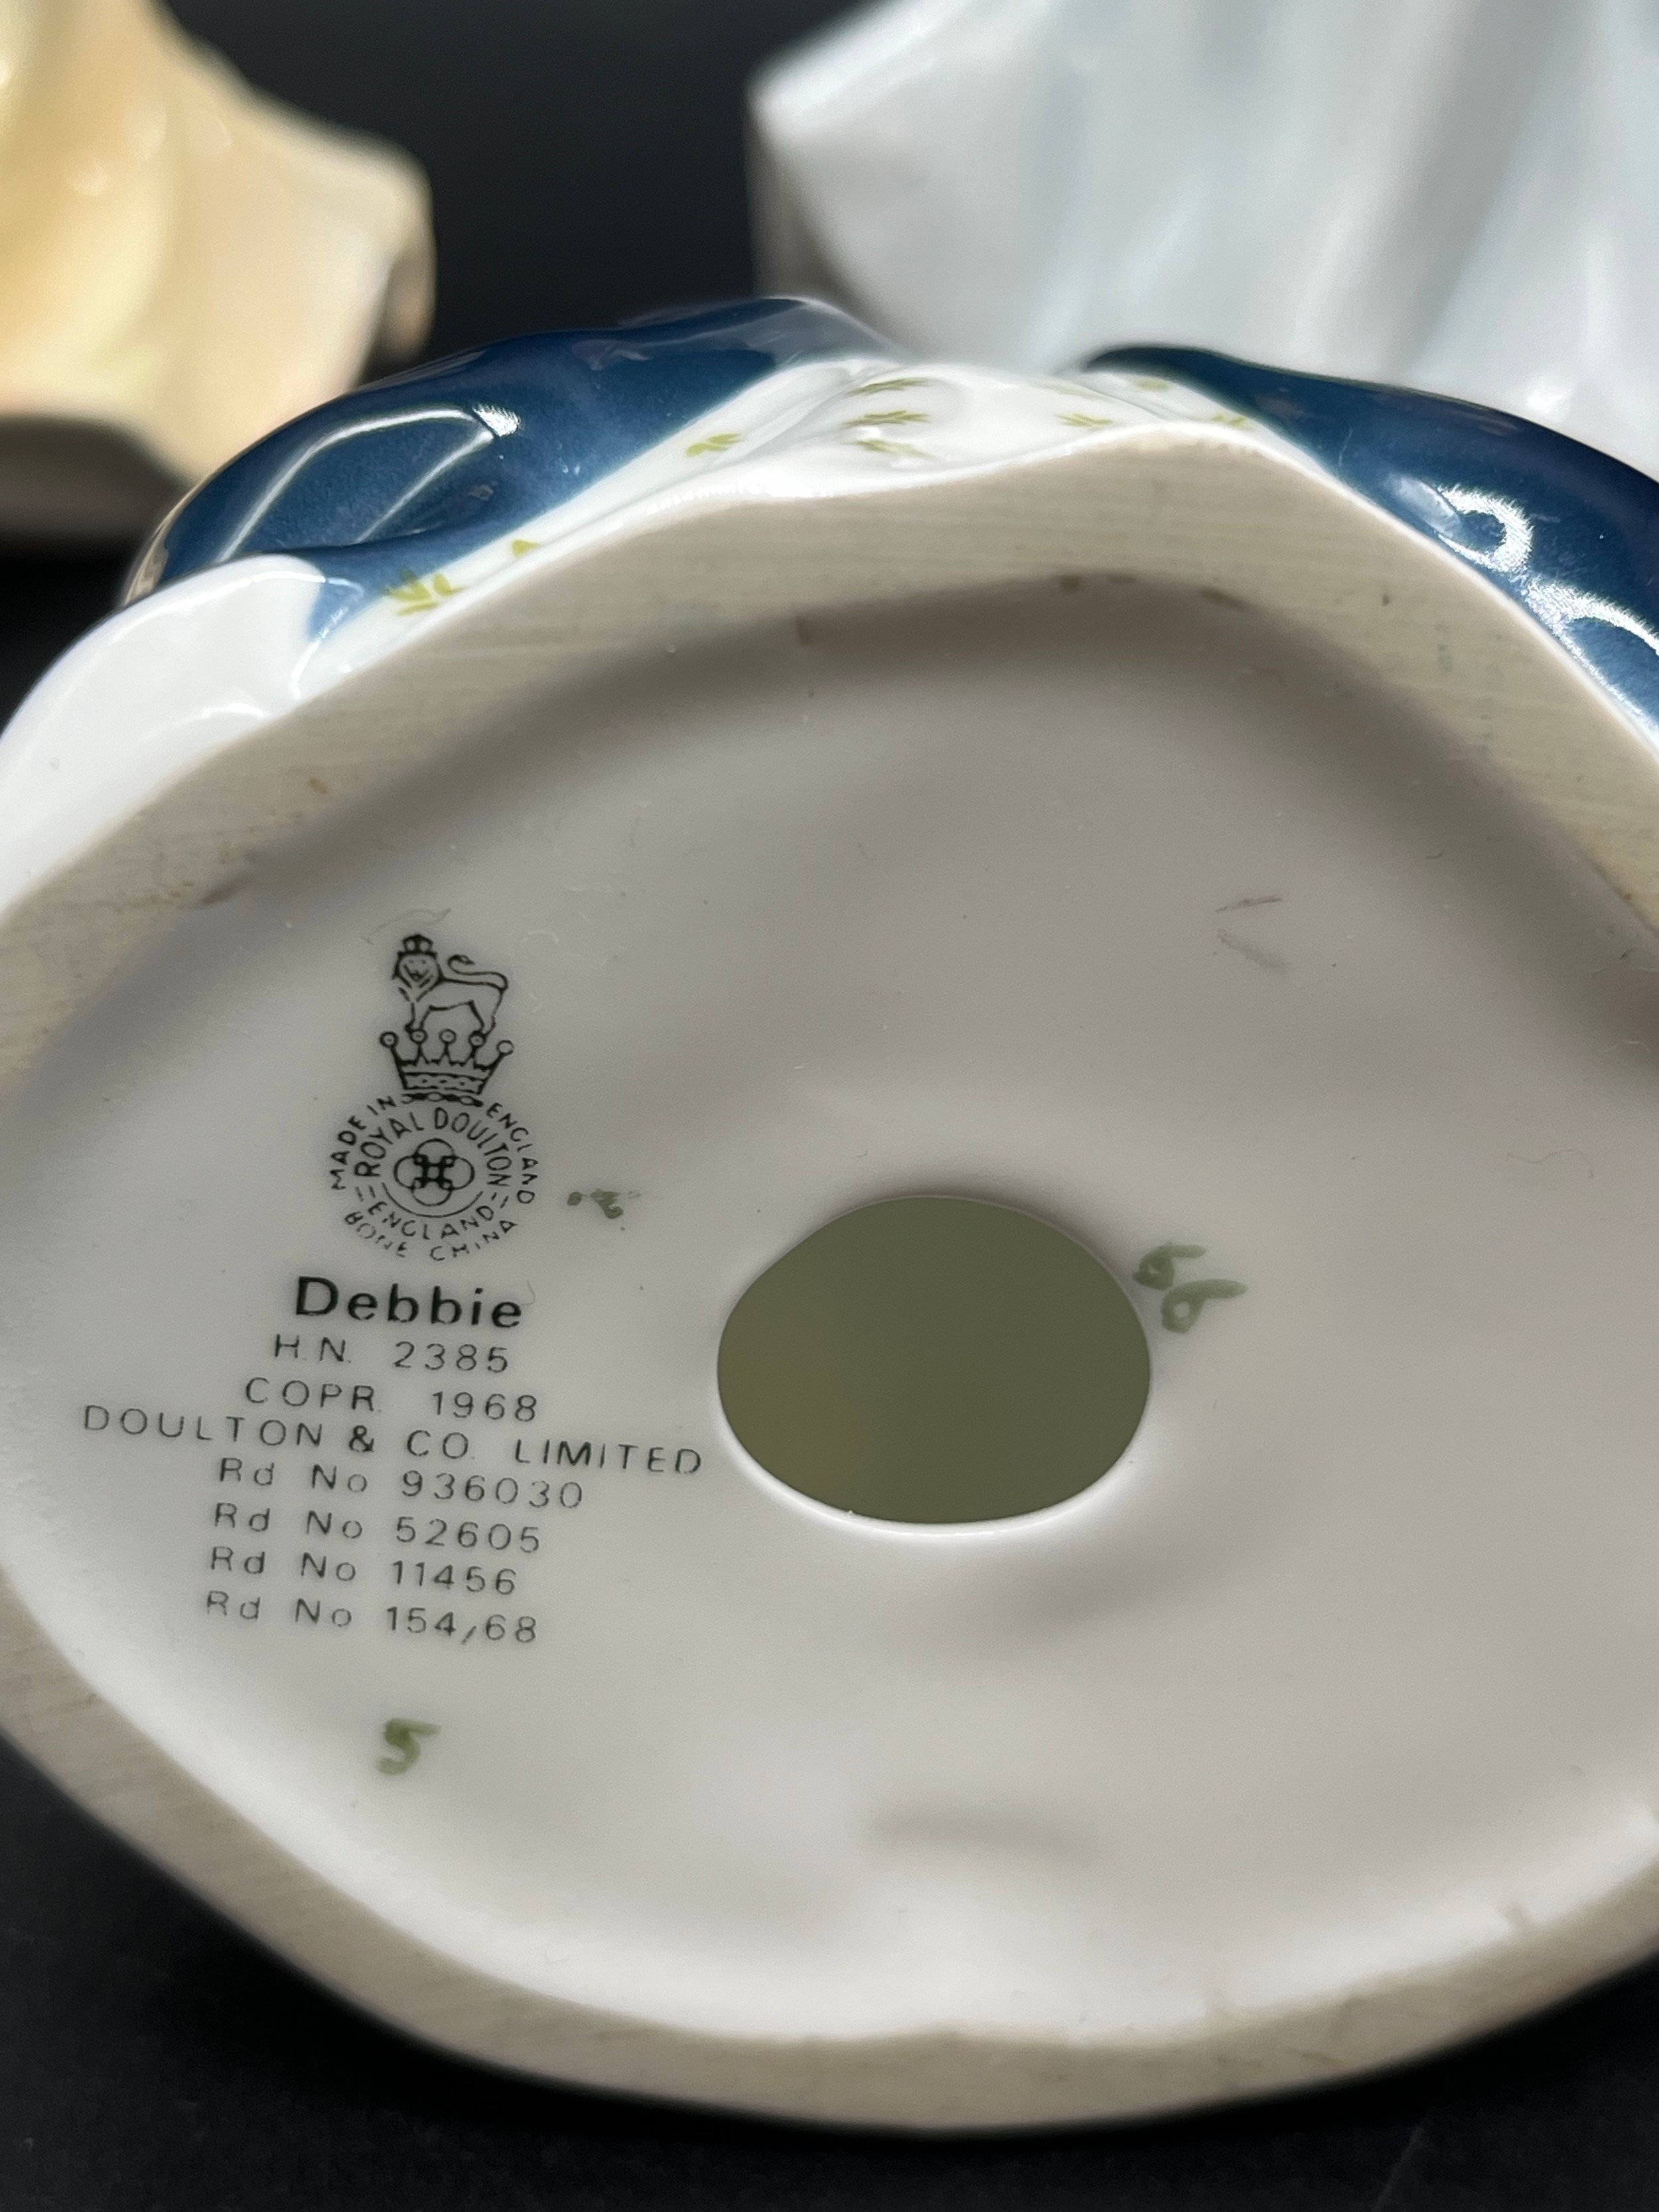 MADE IN ENGLAND
ROYAL DOULTON
ENGLAND
BONE CHINA
Debbie
H.N. 2385
COPR. 1968
DOULTON & CO. LIMITED
Rd No 936030
Rd No 52605
Rd No 11456
Rd No 154/68
5